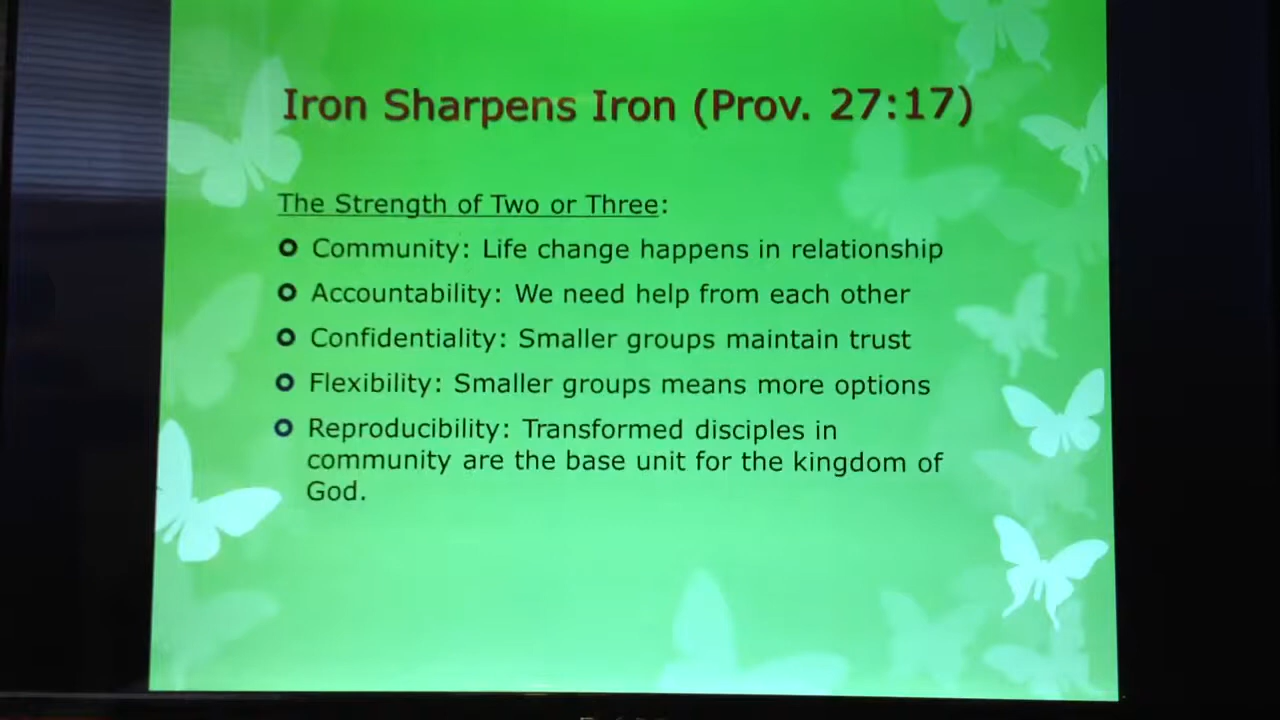 Iron Sharpens Iron (Prov. 27:17)
The Strength of Two or Three:
Community: Life change happens in relationship
Accountability: We need help from each other
Confidentiality: Smaller groups maintain trust
Flexibility: Smaller groups means more options
Reproducibility: Transformed disciples in
community are the base unit for the kingdom of
God.